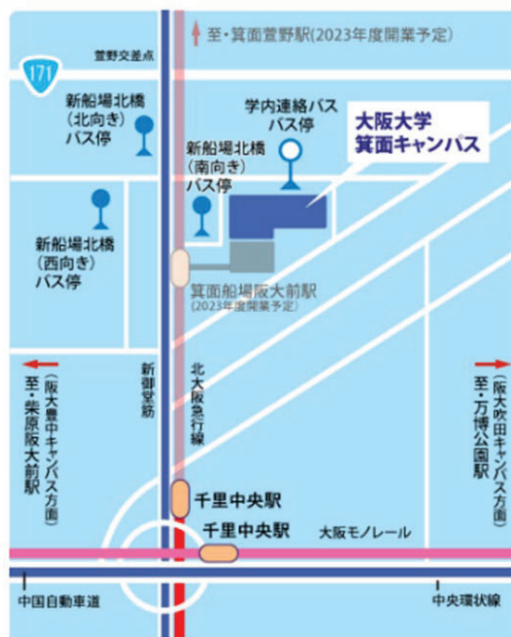 至・箕面萱野駅(2023年度開業予定)
萱野交差点
171
新船場北橋
(北向き)
バス停
学内連絡バス
バス停
大阪大学
箕面キャンパス
新船場北橋
(南向き)
バス停
新船場北橋
(西向き)
バス停
箕面船場阪大前駅
(2023年度開業予定)
新御堂筋
北大阪急行線
(阪大豊中キャンパス方面)
至・柴原阪大前駅
(阪大吹田キャンパス方面)
至・万博公園駅
千里中央駅
千里中央駅
大阪モノレール
中国自動車道
中央環状線